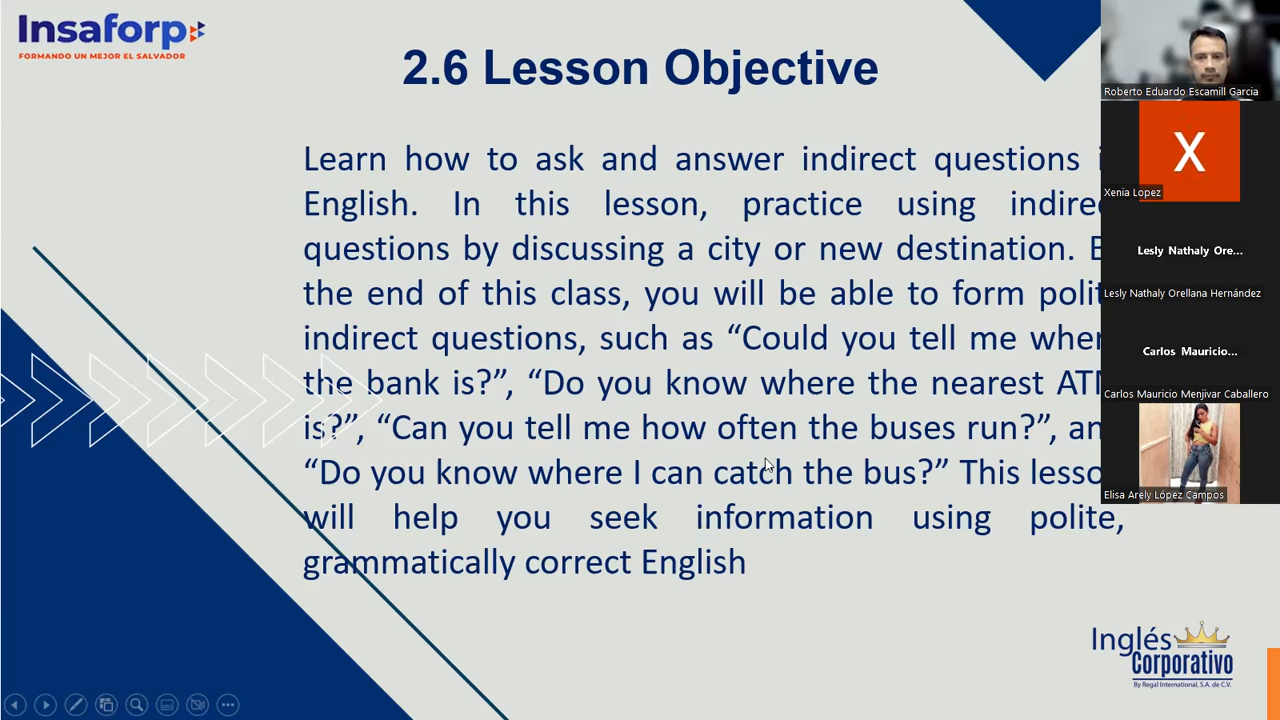 Insaforp
FORMANDO UN MEJOR EL SALVADOR
2.6 Lesson Objective
Learn how to ask and answer indirect questions
English. In this lesson, practice using
questions by discussing a city or new destination.
the end of this class, you will be able to form
indirect questions, such as “Could you tell me
the bank is?”, “Do you know where the nearest
is?”, “Can you tell me how often the buses run?”,
“Do you know where I can catch the bus?” This
will help you seek information using polite,
grammatically correct English
Roberto Eduardo Escamill Garcia
X
Xenia Lopez
Lesly Nathaly Ore...
Lesly Nathaly Orellana Hernández
Carlos Mauricio...
Carlos Mauricio Menjivar Caballero
Elisa Arely López Campos
Inglés
Corporativo
By Regal International, S.A. de C.V.